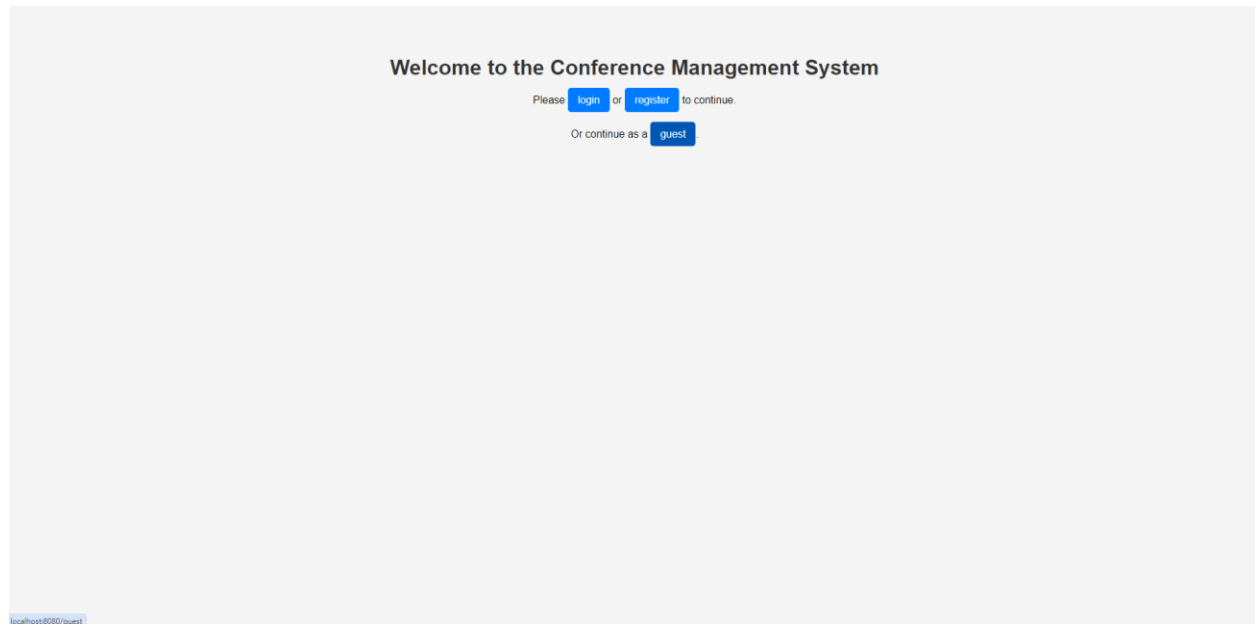 Welcome to the Conference Management System
Please login or register to continue.
Or continue as a guest.
localhost:8080/guest